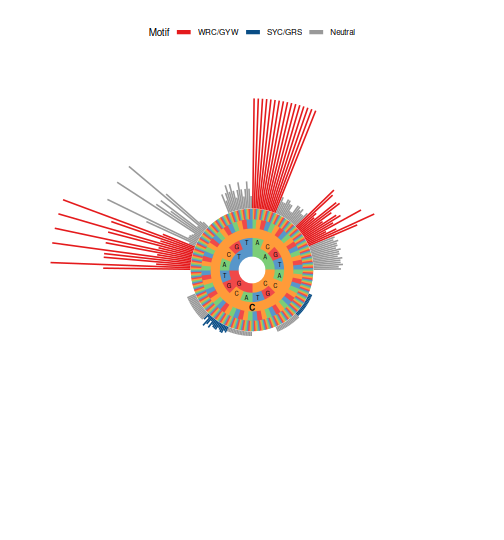 Motif WRC/GYW SYC/GRS Neutral
T A
G C
C T A G
A T
T A
G G C C
C A T G
C